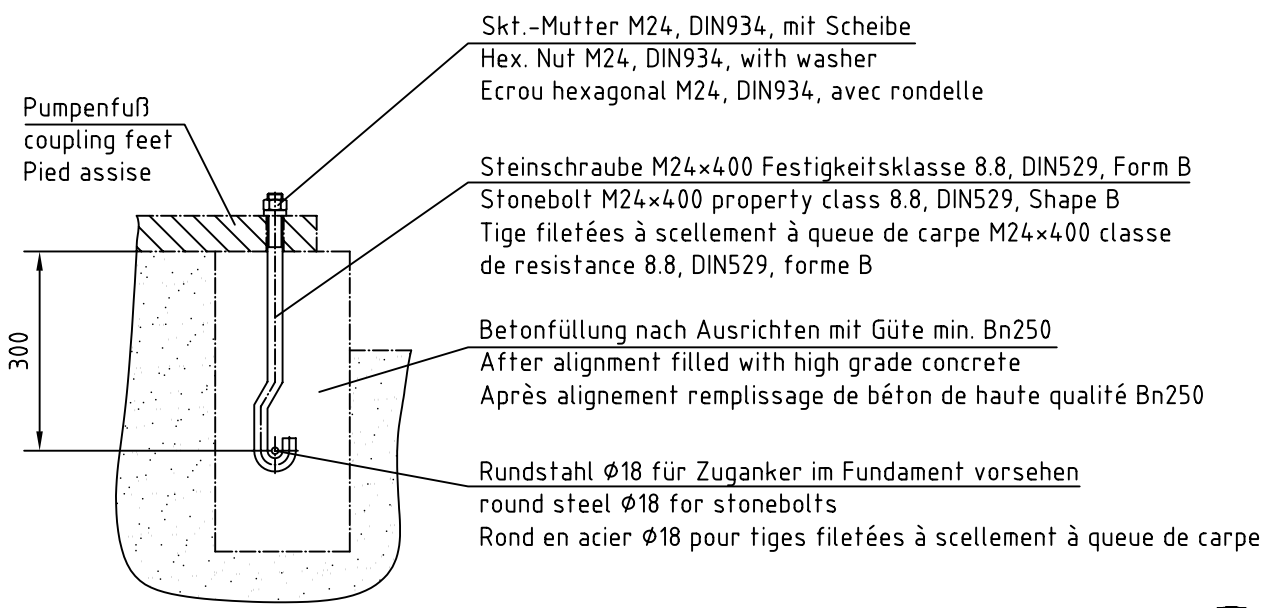 Skt.-Mutter M24, DIN934, mit Scheibe
Hex. Nut M24, DIN934, with washer
Ecrou hexagonal M24, DIN934, avec rondelle
Pumpenfuß
coupling feet
Pied assise
Steinschraube M24×400 Festigkeitsklasse 8.8, DIN529, Form B
Stonebolt M24×400 property class 8.8, DIN529, Shape B
Tige filetées à scellement à queue de carpe M24×400 classe
de resistance 8.8, DIN529, forme B
300
Betonfüllung nach Ausrichten mit Güte min. Bn250
After alignment filled with high grade concrete
Après alignement remplissage de béton de haute qualité Bn250
Rundstahl Ø18 für Zuganker im Fundament vorsehen
round steel Ø18 for stonebolts
Rond en acier Ø18 pour tiges filetées à scellement à queue de carpe